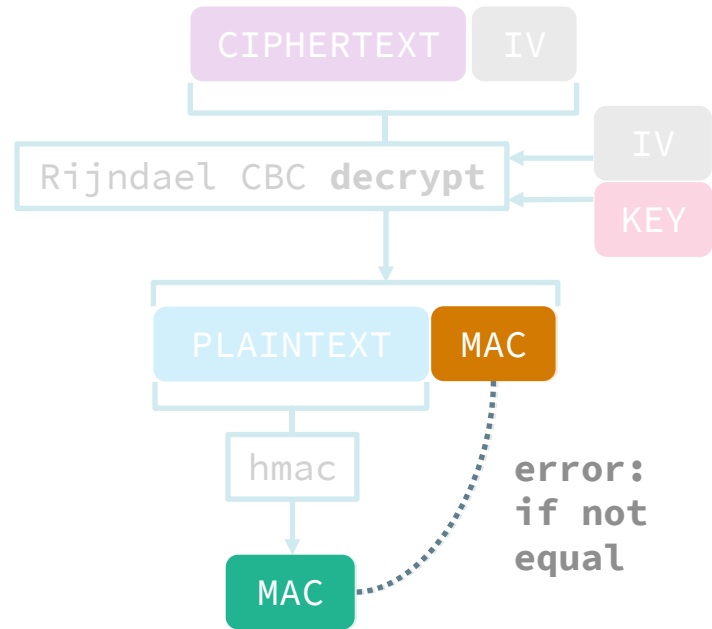 CIPHERTEXT IV
IV
Rijndael CBC decrypt
KEY
PLAINTEXT MAC
hmac
error:
if not
equal
MAC